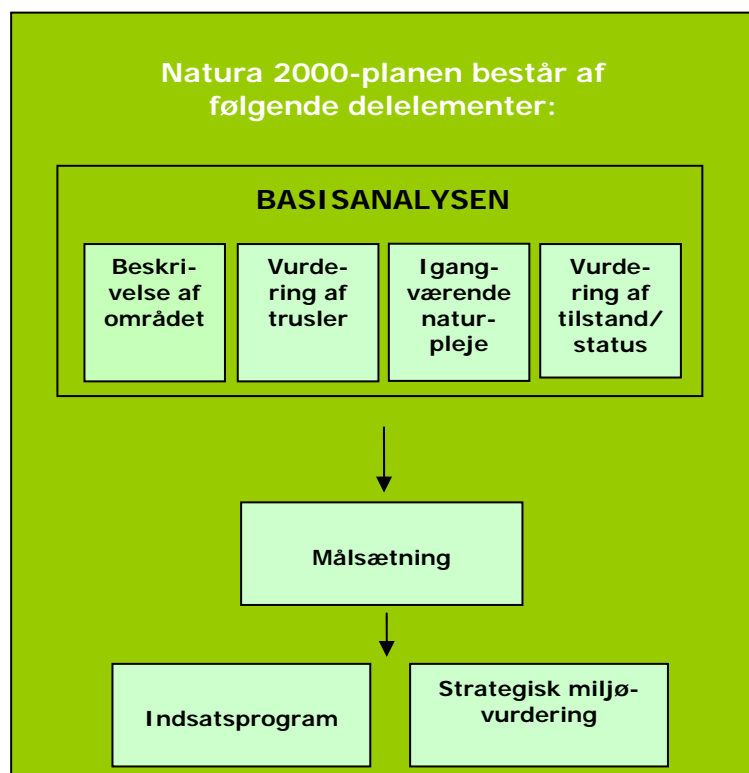 Natura 2000-planen består af
følgende delelementer:
BASISANALYSEN
Beskri-
velse af
området
Vurde-
ring af
trusler
Igang-
værende
natur-
pleje
Vurde-
ring af
tilstand/
status
Målsætning
Indsatsprogram
Strategisk miljø-
vurdering